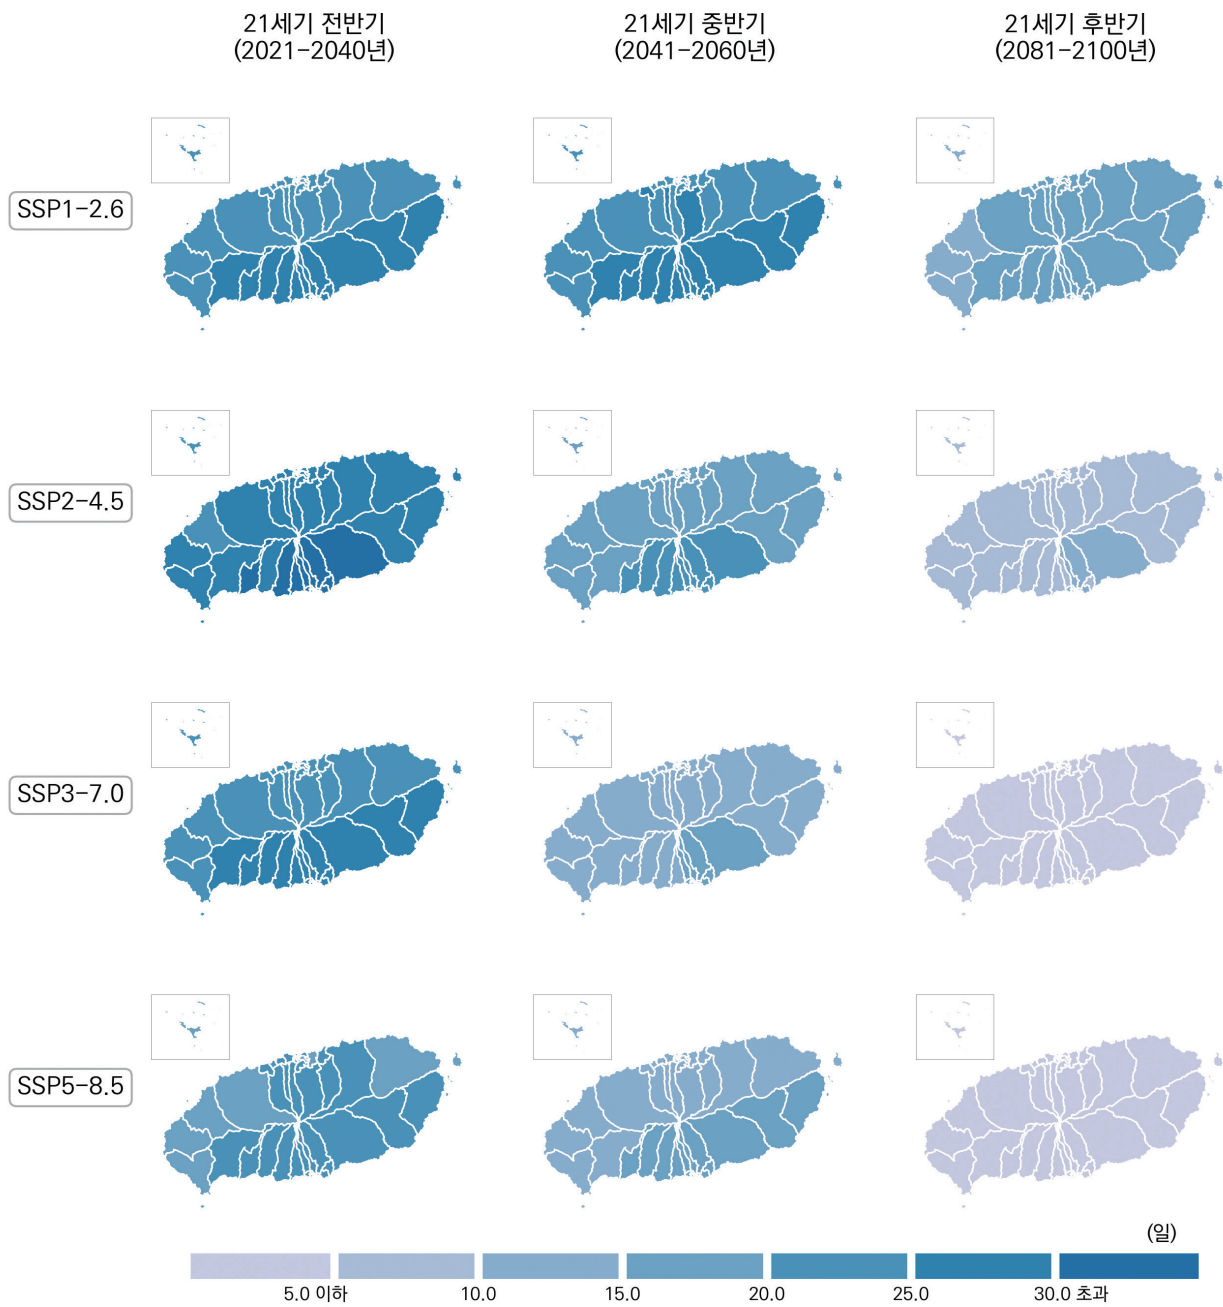 21세기 전반기
(2021-2040년)
21세기 중반기
(2041-2060년)
21세기 후반기
(2081-2100년)
SSP1-2.6
SSP2-4.5
SSP3-7.0
SSP5-8.5
(일)
5.0 이하
10.0
15.0
20.0
25.0
30.0 초과